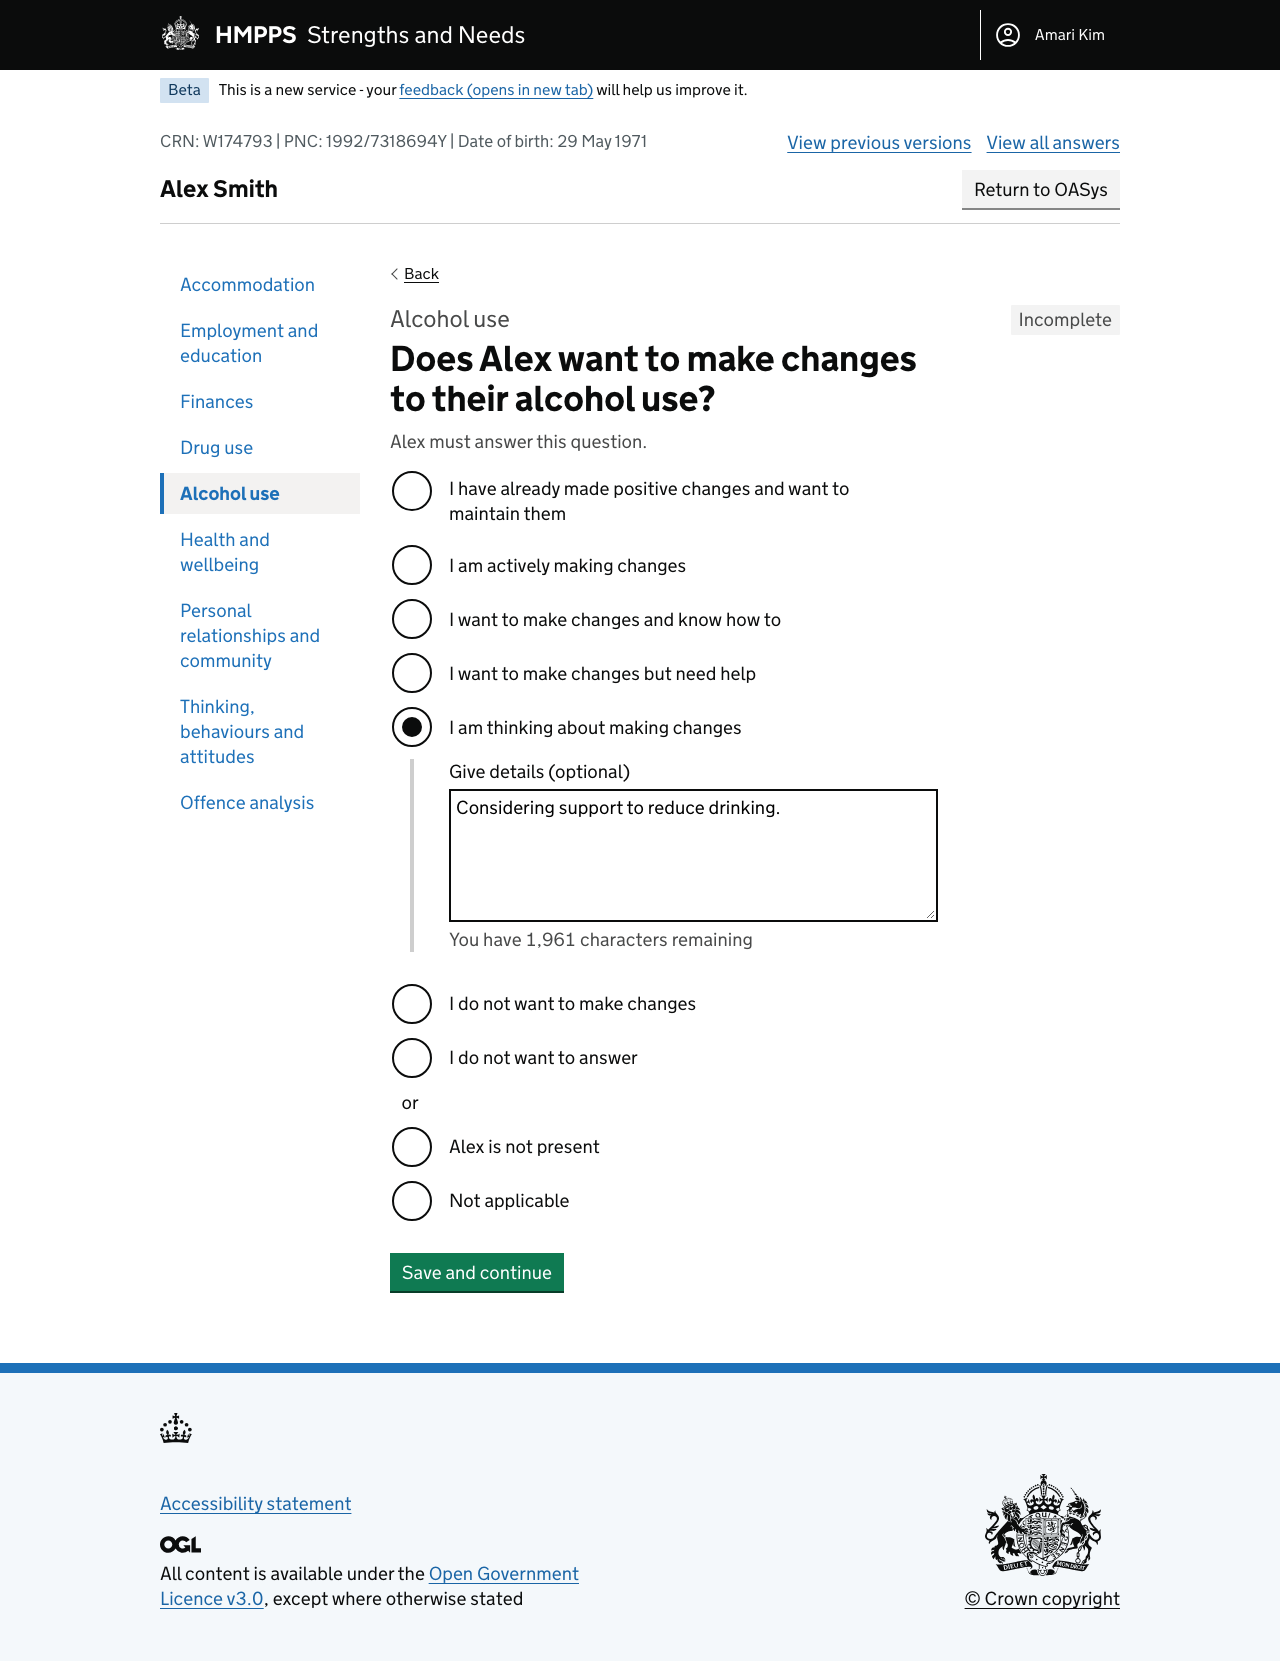 HMPPS Strengths and Needs
Amari Kim
Beta This is a new service - your feedback (opens in new tab) will help us improve it.
CRN: W174793 | PNC: 1992/7318694Y | Date of birth: 29 May 1971
View previous versions View all answers
Alex Smith
Return to OASys
Accommodation
Employment and
education
Finances
Drug use
Alcohol use
Health and
wellbeing
Personal
relationships and
community
Thinking,
behaviours and
attitudes
Offence analysis
Back
Alcohol use
Incomplete
Does Alex want to make changes
to their alcohol use?
Alex must answer this question.
I have already made positive changes and want to
maintain them
I am actively making changes
I want to make changes and know how to
I want to make changes but need help
I am thinking about making changes
Give details (optional)
Considering support to reduce drinking.
You have 1,961 characters remaining
I do not want to make changes
I do not want to answer
or
Alex is not present
Not applicable
Save and continue
Accessibility statement
OGL
All content is available under the Open Government
Licence v3.0, except where otherwise stated
© Crown copyright